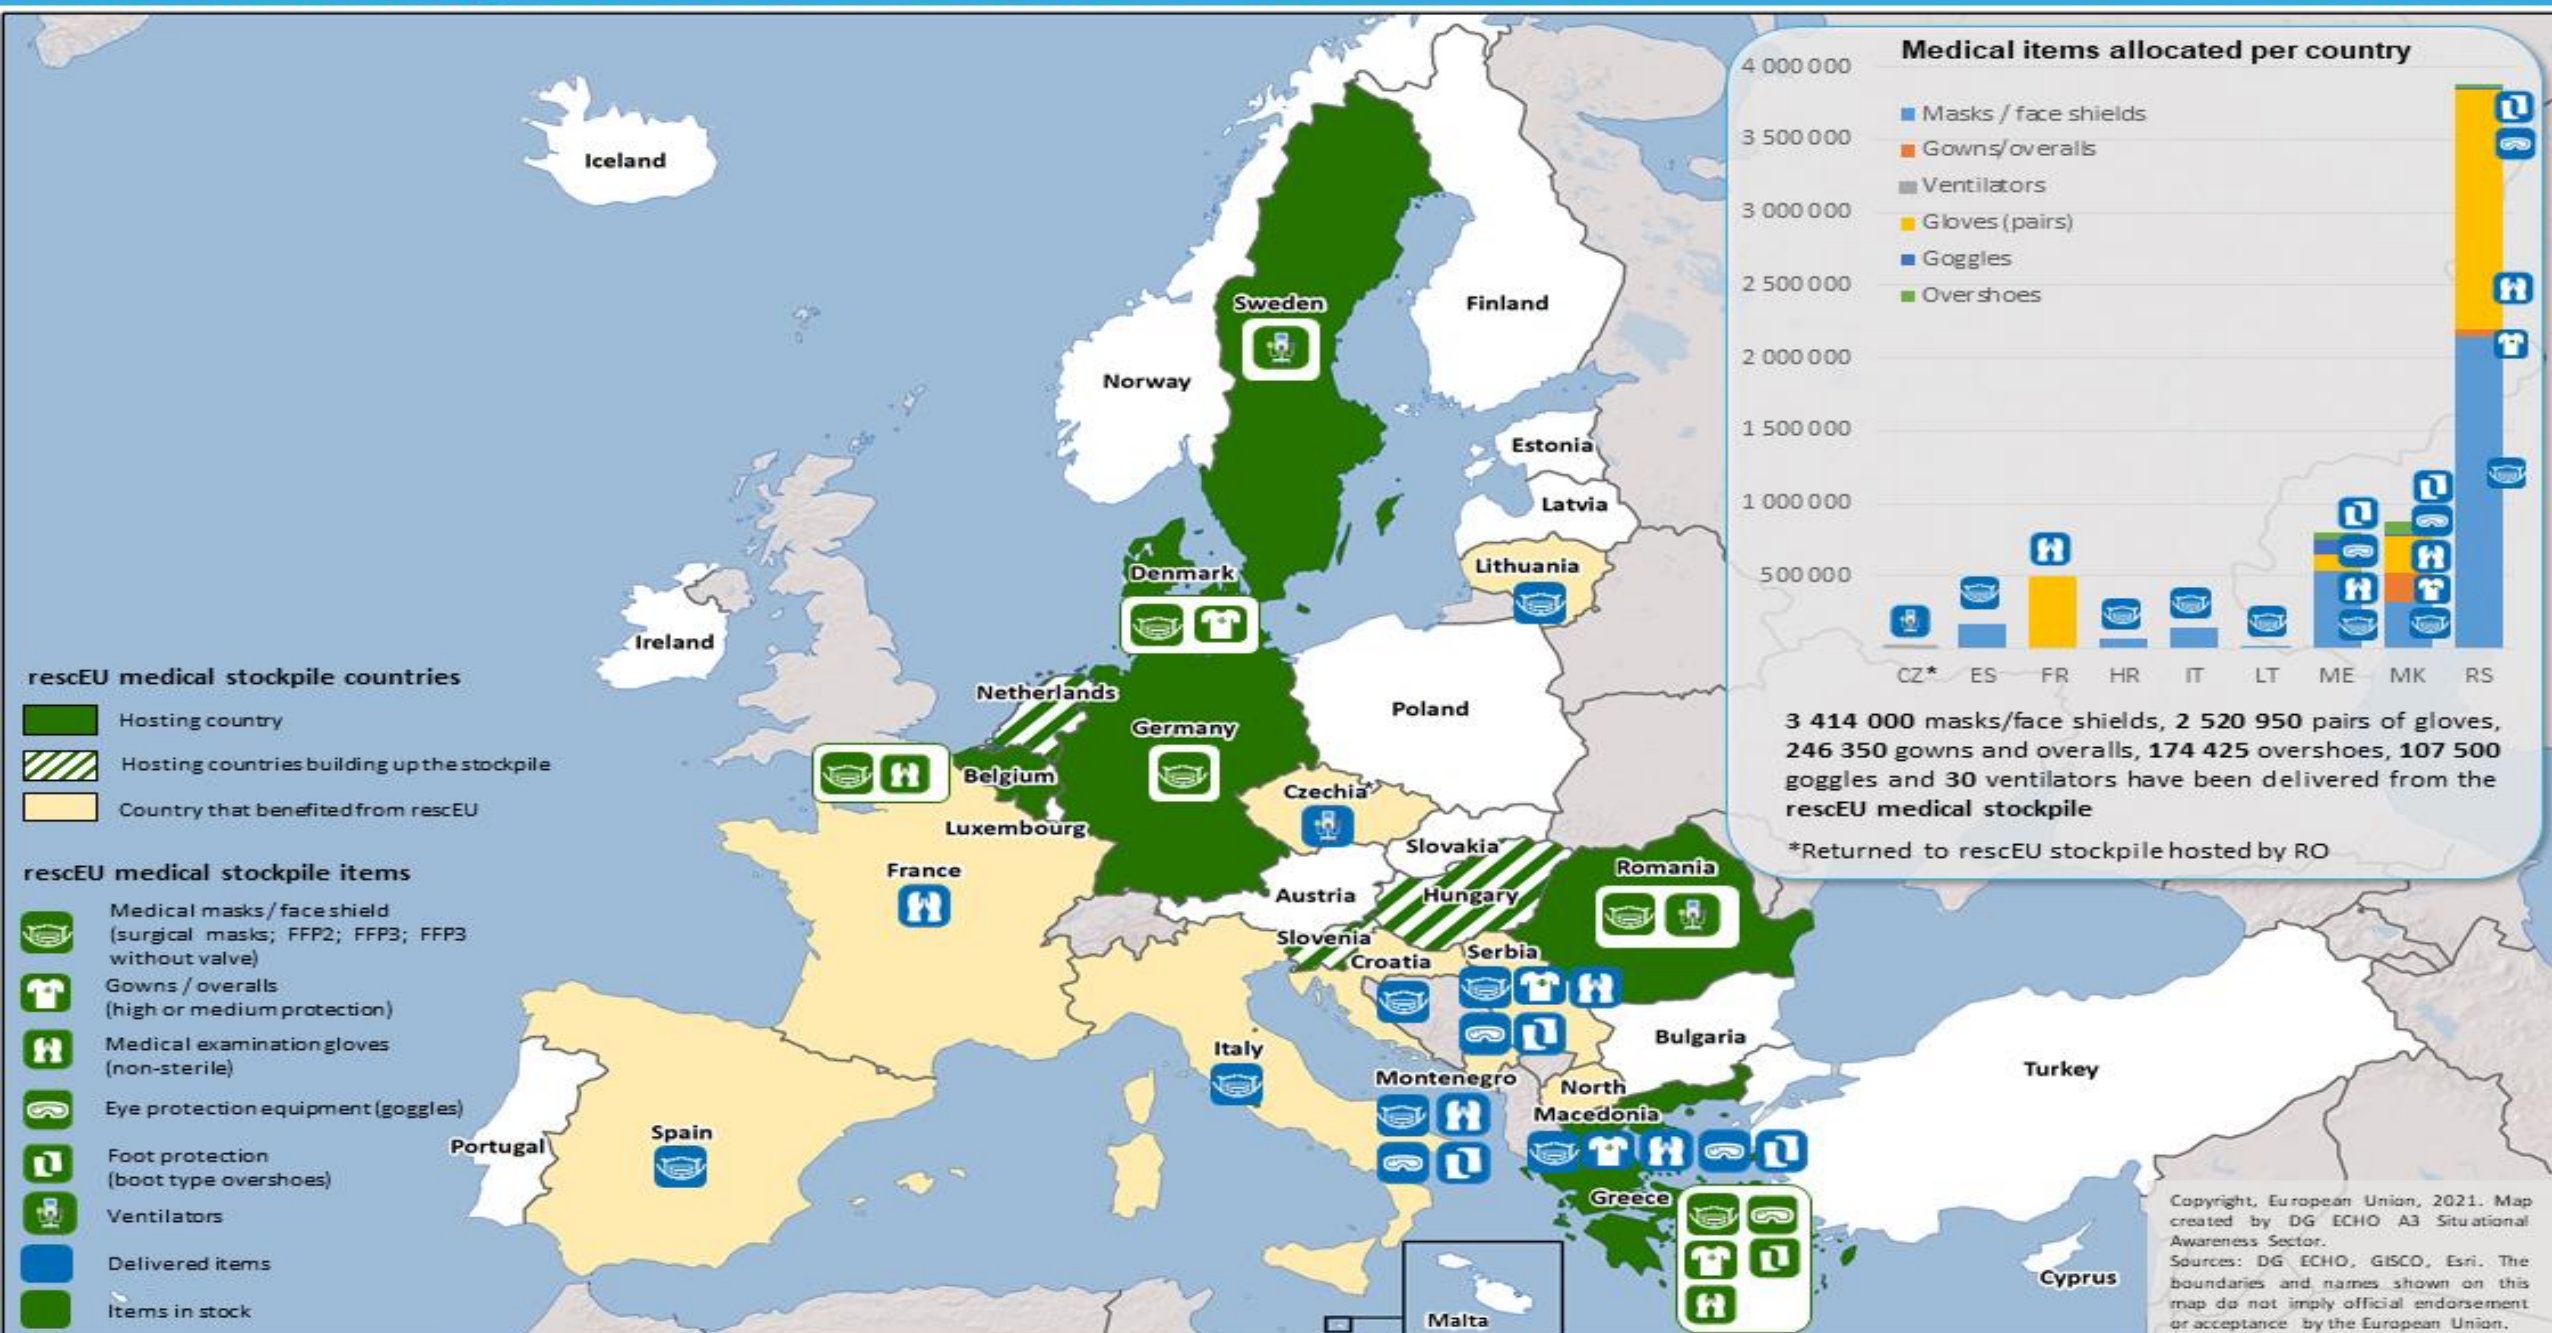 Iceland
Sweden
Finland
Norway
Estonia
Latvia
Lithuania
Denmark
Ireland
Netherlands
Germany
Poland
Belgium
Czechia*
Luxembourg
Slovakia
France
Austria
Hungary
Romania
Slovenia
Croatia
Serbia
Italy
Bulgaria
Montenegro
North
Macedonia
Turkey
Portugal
Spain
Greece
Cyprus
Malta
rescEU medical stockpile countries
Hosting country
Hosting countries building up the stockpile
Country that benefited from rescEU
rescEU medical stockpile items
Medical masks / face shield
(surgical masks; FFP2; FFP3; FFP3
without valve)
Gowns / overalls
(high or medium protection)
Medical examination gloves
(non-sterile)
Eye protection equipment (goggles)
Foot protection
(boot type overshoes)
Ventilators
Delivered items
Items in stock
Medical items allocated per country
4 000 000
3 500 000
3 000 000
2 500 000
2 000 000
1 500 000
1 000 000
500 000
Masks / face shields
Gowns/overalls
Ventilators
Gloves (pairs)
Goggles
Overshoes
CZ* ES FR HR IT LT ME MK RS
3 414 000 masks/face shields, 2 520 950 pairs of gloves,
246 350 gowns and overalls, 174 425 overshoes, 107 500
goggles and 30 ventilators have been delivered from the
rescEU medical stockpile
*Returned to rescEU stockpile hosted by RO
Copyright, European Union, 2021. Map
created by DG ECHO A3 Situational
Awareness Sector.
Sources: DG ECHO, GISCO, Esri. The
boundaries and names shown on this
map do not imply official endorsement
or acceptance by the European Union.